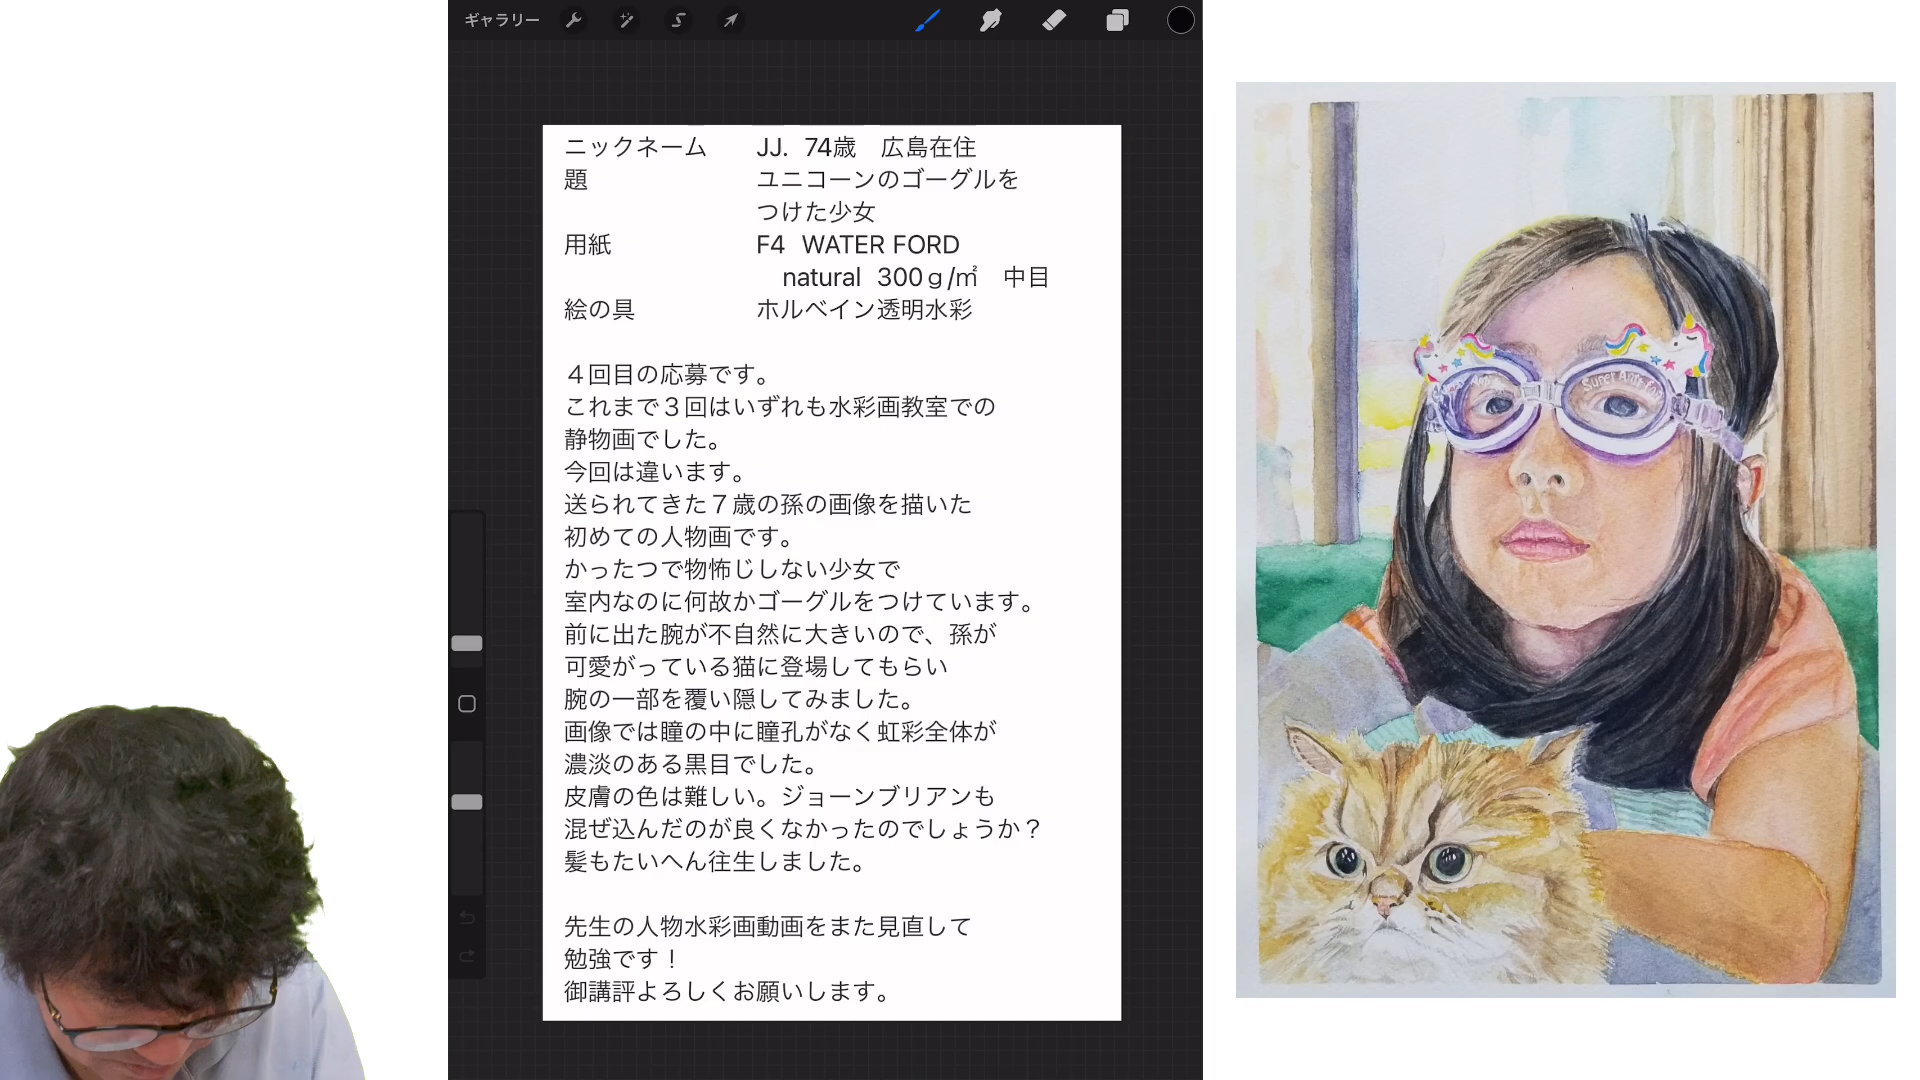 ギャラリー
ニックネーム JJ. 74歳 広島在住
題 ユニコーンのゴーグルを
つけた少女
用紙 F4 WATER FORD
natural 300ｇ/㎡ 中目
絵の具 ホルベイン透明水彩
４回目の応募です。
これまで３回はいずれも水彩画教室での
静物画でした。
今回は違います。
送られてきた７歳の孫の画像を描いた
初めての人物画です。
かったつで物怖じしない少女で
室内なのに何故かゴーグルをつけています。
前に出た腕が不自然に大きいので、孫が
可愛がっている猫に登場してもらい
腕の一部を覆い隠してみました。
画像では瞳の中に瞳孔がなく虹彩全体が
濃淡のある黒目でした。
皮膚の色は難しい。ジョーンブリアンも
混ぜ込んだのが良くなかったのでしょうか？
髪もたいへん往生しました。
先生の人物水彩画動画をまた見直して
勉強です！
御講評よろしくお願いします。
Super Anti